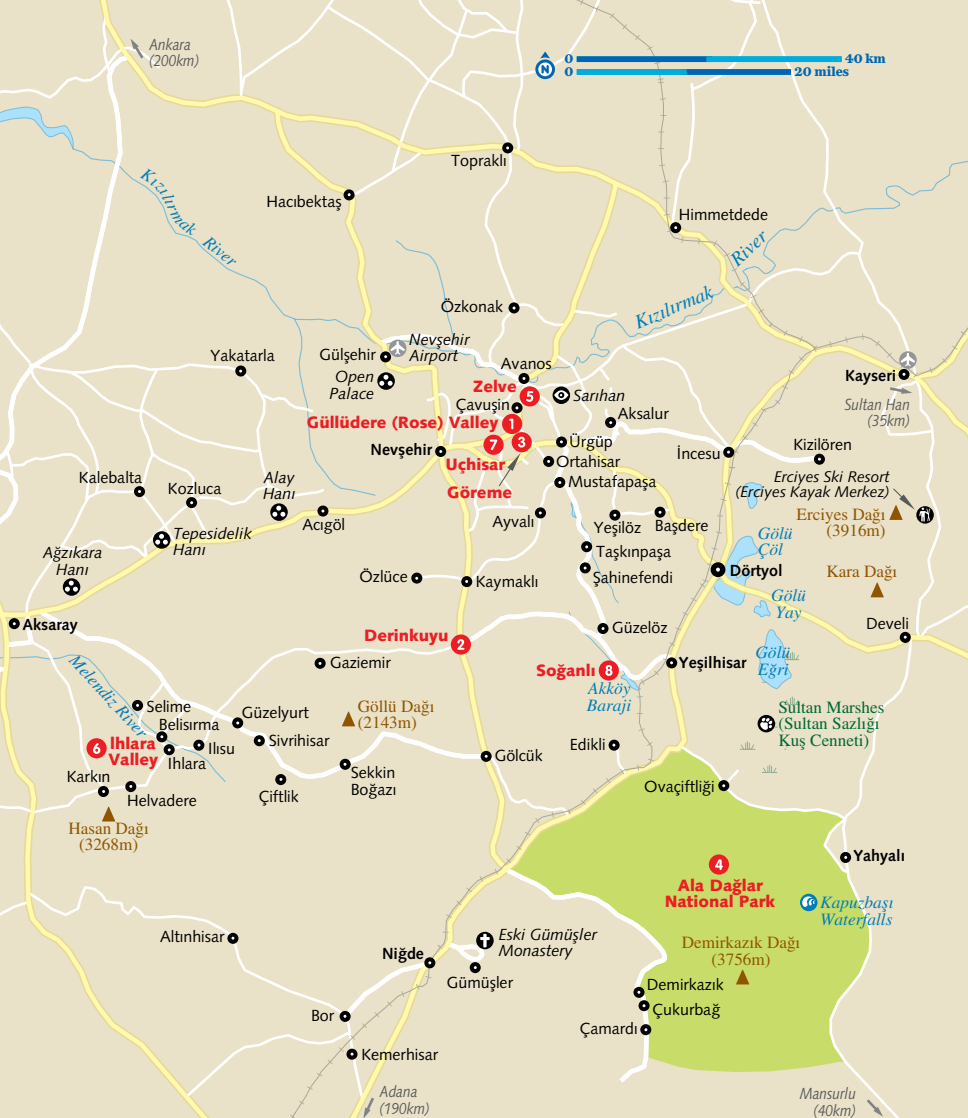 Ankara
(200km)
0
40 km
N
0
20 miles
Topraklı
Kızılırmak River
Hacıbektaş
Himmetdede
River
Kızılırmak
Özkonak
Nevşehir
Airport
Gülşehir
Yakatarla
Avanos
Kayseri
Open
Palace
Zelve
5
Sarıhan
Sultan Han
(35km)
Çavuşin
Aksalur
Güllüdere (Rose) Valley
1
Nevşehir
7
3
Ürgüp
İncesu
Kizilören
Uçhisar
Ortahisar
Kalebalta
Kozluca
Alay
Hanı
Göreme
Mustafapaşa
Erciyes Ski Resort
(Erciyes Kayak Merkez)
Acıgöl
Ayvalı
Yeşilöz
Başdere
Erciyes Dağı
(3916m)
Tepesidelik
Hanı
Gölü
Çöl
Ağzıkara
Hanı
Taşkınpaşa
Özlüce
Kaymaklı
Şahinefendi
Dörtyol
Kara Dağı
Gölü
Yay
Aksaray
Derinkuyu
2
Güzelöz
Develi
Melendiz River
Gaziemir
Soğanlı
8
Yeşilhisar
Gölü
Eğri
Akköy
Baraji
Selime
Göllü Dağı
(2143m)
Sultan Marshes
(Sultan Sazlığı
Kuş Cenneti)
Belisırma
Güzelyurt
6
Ihlara
Valley
Ilısu
Sivrihisar
Edikli
Ihlara
Gölcük
Karkın
Helvadere
Çiftlik
Sekkin
Boğazı
Ovaçiftliği
Hasan Dağı
(3268m)
Yahyalı
4
Ala Dağlar
National Park
Kapuzbaşı
Waterfalls
Altınhisar
Eski Gümüşler
Monastery
Niğde
Demirkazık Dağı
(3756m)
Gümüşler
Demirkazık
Çukurbağ
Bor
Çamardı
Kemerhisar
Adana
(190km)
Mansurlu
(40km)